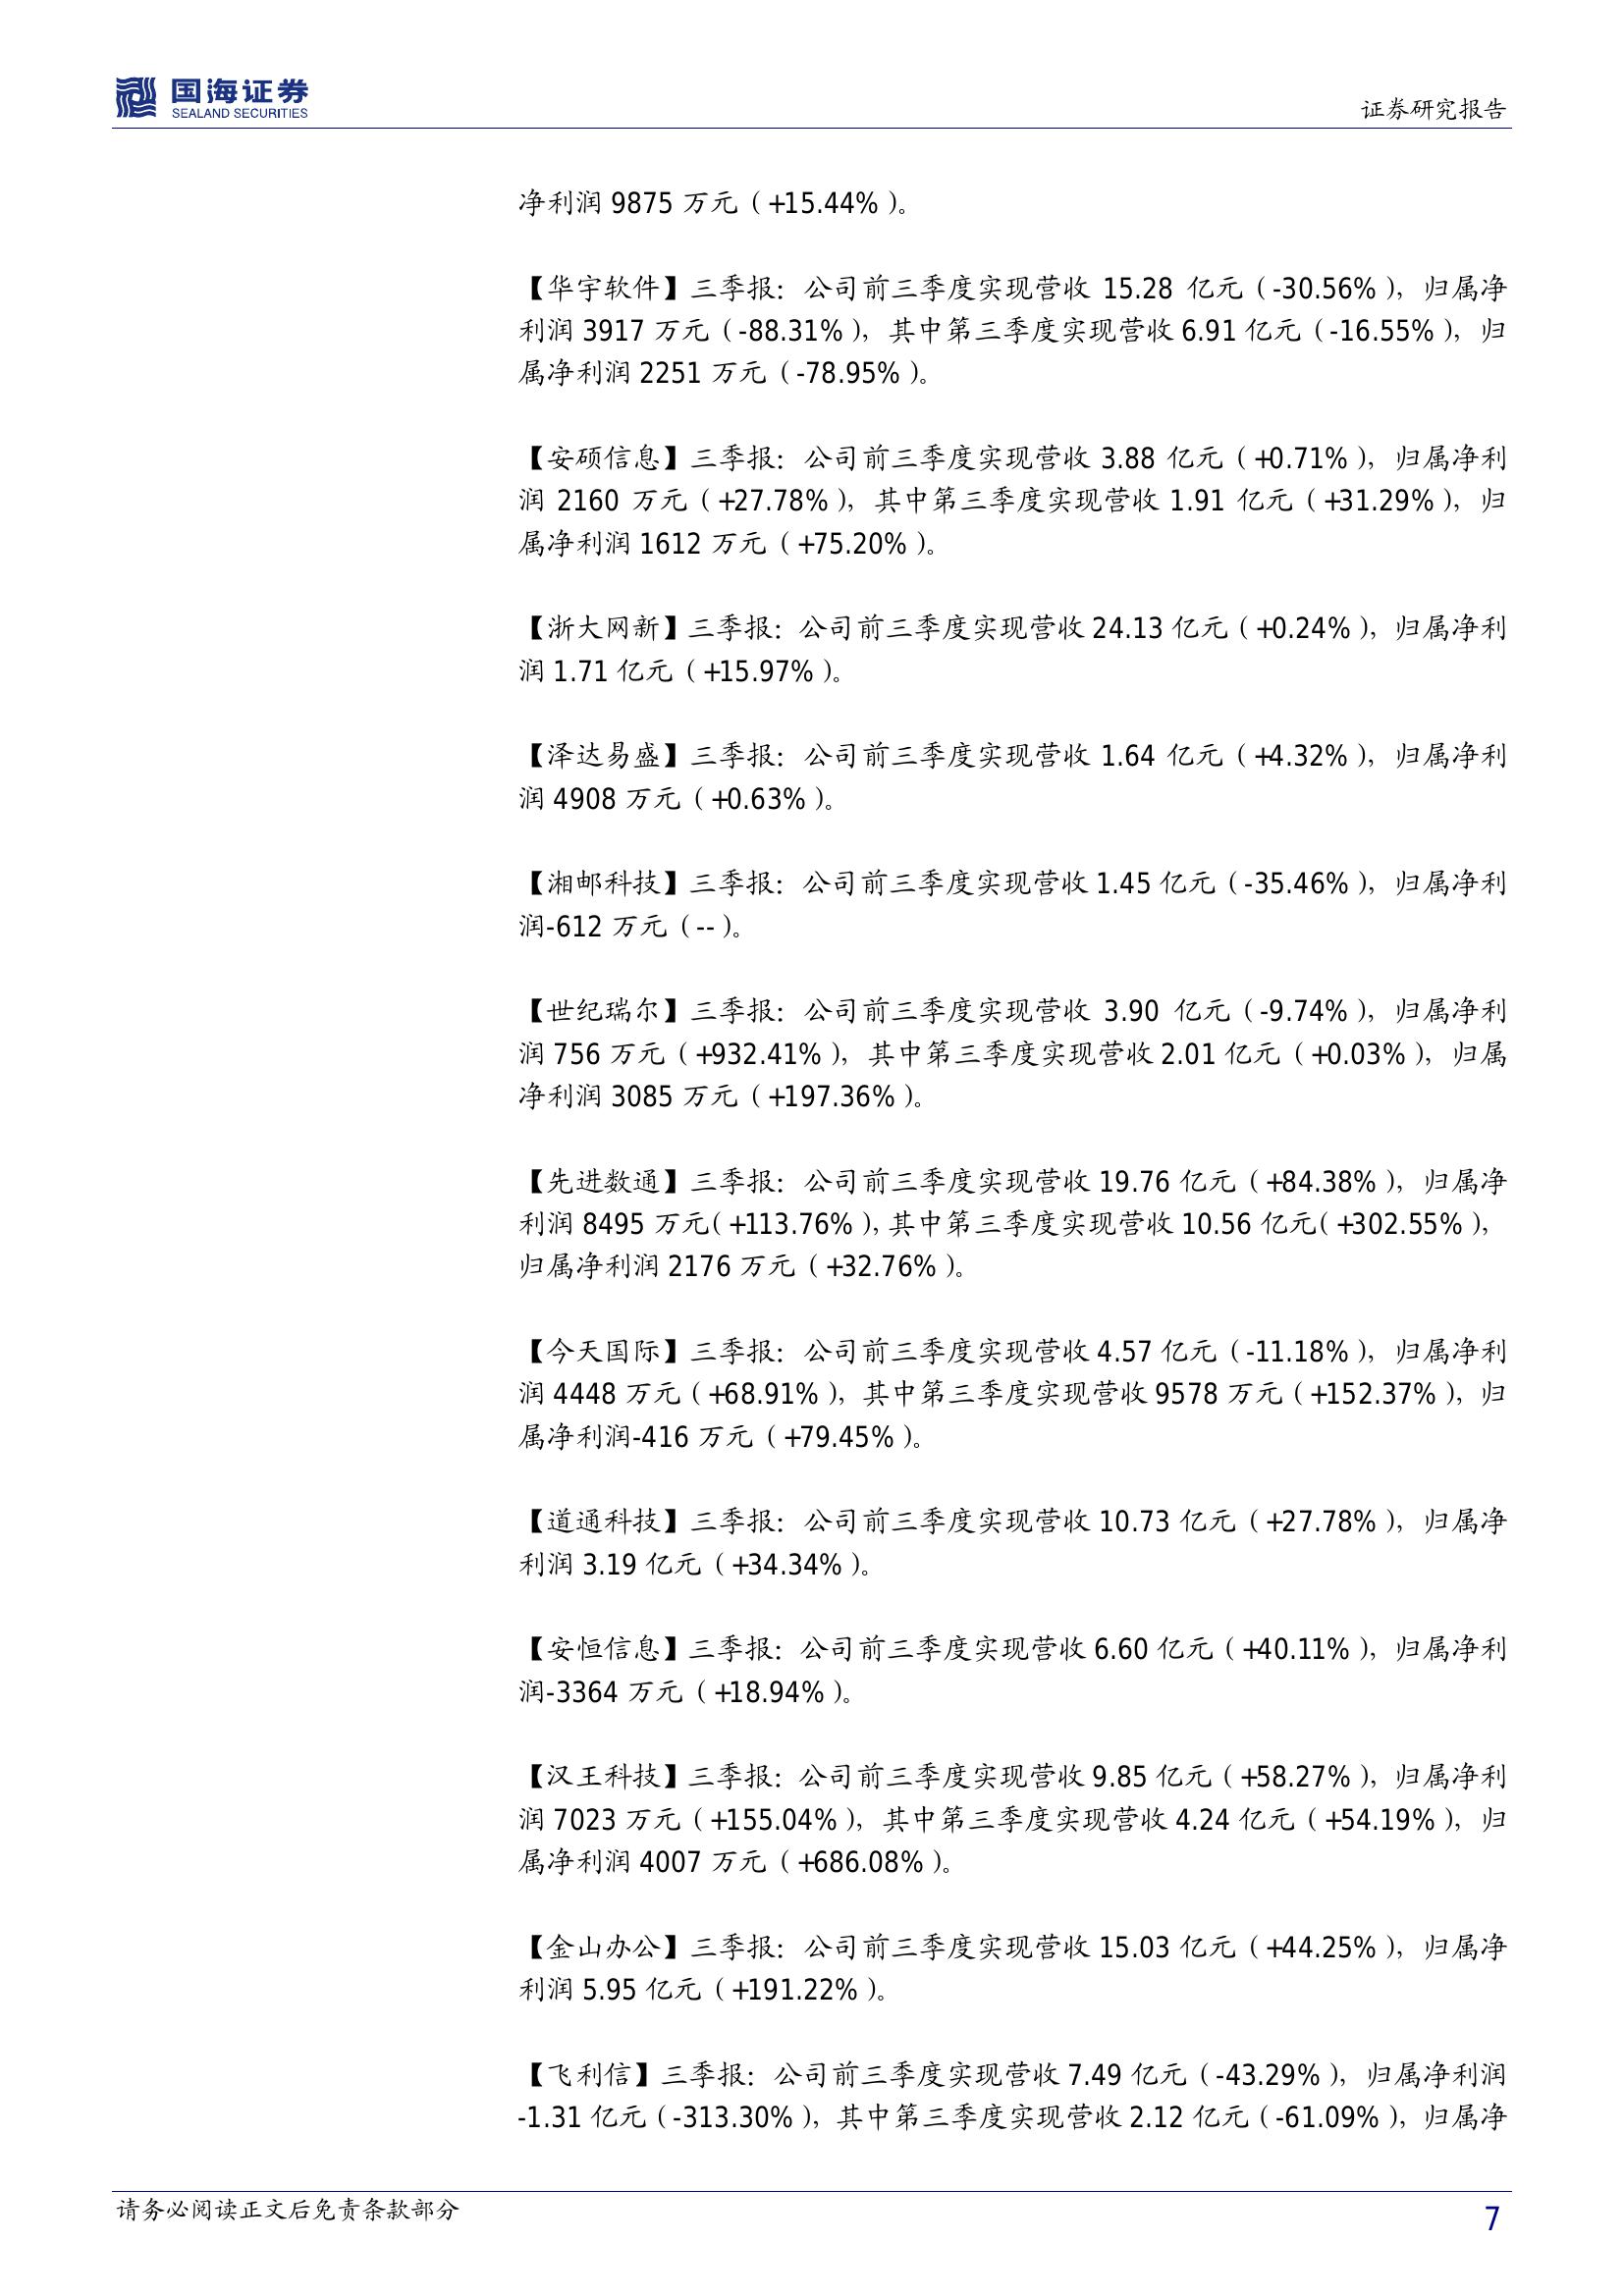 国海证券
SEALAND SECURITIES
证券研究报告
净利润 9875 万元（+15.44%）。
【华宇软件】三季报：公司前三季度实现营收 15.28 亿元（-30.56%），归属净
利润 3917 万元（-88.31%），其中第三季度实现营收 6.91 亿元（-16.55%），归
属净利润 2251 万元（-78.95%）。
【安硕信息】三季报：公司前三季度实现营收 3.88 亿元（+0.71%），归属净利
润 2160 万元（+27.78%），其中第三季度实现营收 1.91 亿元（+31.29%），归
属净利润 1612 万元（+75.20%）。
【浙大网新】三季报：公司前三季度实现营收 24.13 亿元（+0.24%），归属净利
润 1.71 亿元（+15.97%）。
【泽达易盛】三季报：公司前三季度实现营收 1.64 亿元（+4.32%），归属净利
润 4908 万元（+0.63%）。
【湘邮科技】三季报：公司前三季度实现营收 1.45 亿元（-35.46%），归属净利
润-612 万元（--）。
【世纪瑞尔】三季报：公司前三季度实现营收 3.90 亿元（-9.74%），归属净利
润 756 万元（+932.41%），其中第三季度实现营收 2.01 亿元（+0.03%），归属
净利润 3085 万元（+197.36%）。
【先进数通】三季报：公司前三季度实现营收 19.76 亿元（+84.38%），归属净
利润 8495 万元（+113.76%），其中第三季度实现营收 10.56 亿元（+302.55%），
归属净利润 2176 万元（+32.76%）。
【今天国际】三季报：公司前三季度实现营收 4.57 亿元（-11.18%），归属净利
润 4448 万元（+68.91%），其中第三季度实现营收 9578 万元（+152.37%），归
属净利润-416 万元（+79.45%）。
【道通科技】三季报：公司前三季度实现营收 10.73 亿元（+27.78%），归属净
利润 3.19 亿元（+34.34%）。
【安恒信息】三季报：公司前三季度实现营收 6.60 亿元（+40.11%），归属净利
润-3364 万元（+18.94%）。
【汉王科技】三季报：公司前三季度实现营收 9.85 亿元（+58.27%），归属净利
润 7023 万元（+155.04%），其中第三季度实现营收 4.24 亿元（+54.19%），归
属净利润 4007 万元（+686.08%）。
【金山办公】三季报：公司前三季度实现营收 15.03 亿元（+44.25%），归属净
利润 5.95 亿元（+191.22%）。
【飞利信】三季报：公司前三季度实现营收 7.49 亿元（-43.29%），归属净利润
-1.31 亿元（-313.30%），其中第三季度实现营收 2.12 亿元（-61.09%），归属净
请务必阅读正文后免责条款部分
7